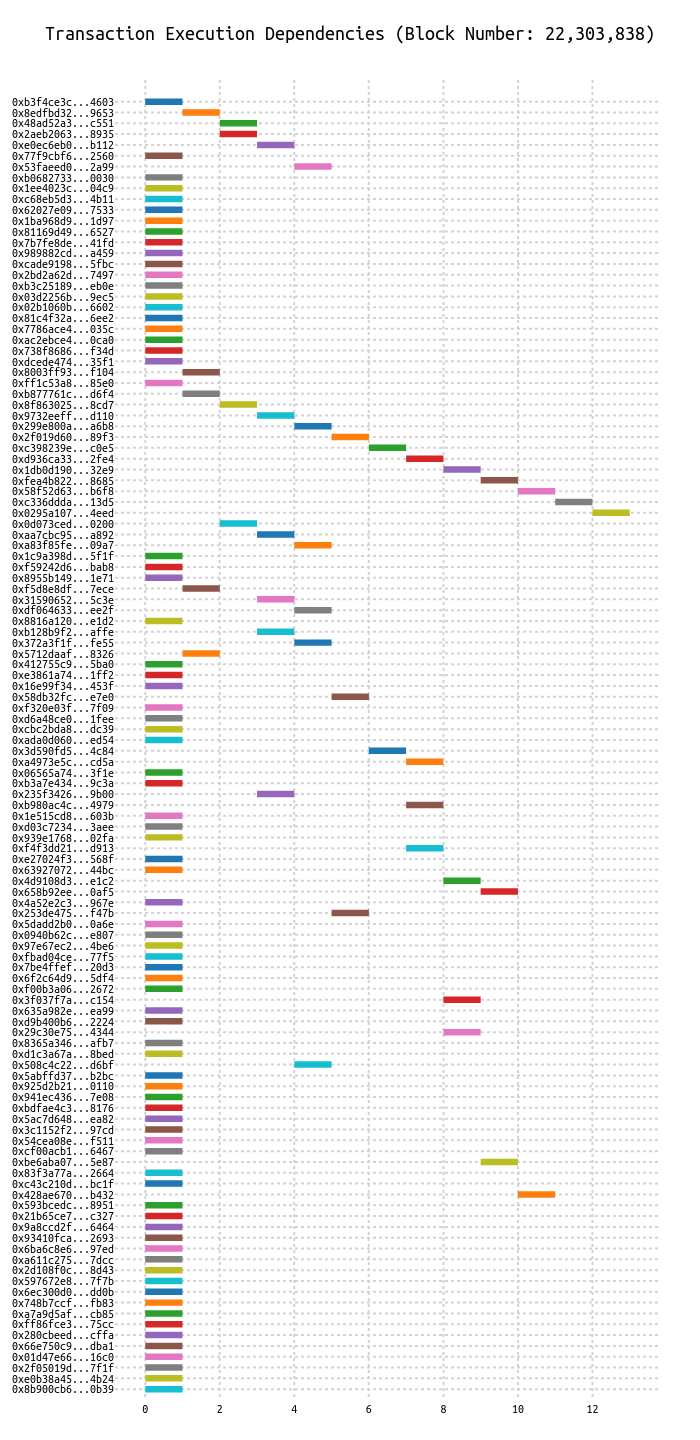 Transaction Execution Dependencies (Block Number: 22,303,838)
0xb3f4ce3c...4603
0x8edfbd32...9653
0x48ad52a3...c551
0x2aeb2063...8935
0xe0ec6eb0...b112
0x77f9cbf6...2560
0x53faeed0...2a99
0xb0682733...0030
0x1ee4023c...04c9
0xc68eb5d3...4b11
0x62027e09...7533
0x1ba968d9...1d97
0x81169d49...6527
0x7b7fe8de...41fd
0x989882cd...a459
0xcade9198...5fbc
0x2bd2a62d...7497
0xb3c25189...eb0e
0x03d2256b...9ec5
0x02b1060b...6602
0x81c4f32a...6ee2
0x7786ace4...035c
0xac2ebce4...0ca0
0x738f8686...f34d
0xdcede474...35f1
0x8003ff93...f104
0xff1c53a8...85e0
0xb877761c...d6f4
0x8f863025...8cd7
0x9732eeff...d110
0x299e800a...a6b8
0x2f019d60...89f3
0xc398239e...c0e5
0xd936ca33...2fe4
0x1db0d190...32e9
0xfea4b822...8685
0x58f52d63...b6f8
0xc336ddda...13d5
0x0295a107...4eed
0x0d073ced...0200
0xaa7cbc95...a892
0xa83f85fe...09a7
0x1c9a398d...5f1f
0xf59242d6...bab8
0x8955b149...1e71
0xf5d8e8df...7ece
0x31590652...5c3e
0xdf064633...ee2f
0x8816a120...e1d2
0xb128b9f2...affe
0x372a3f1f...fe55
0x5712daaf...8326
0x412755c9...5ba0
0xe3861a74...1ff2
0x16e99f34...453f
0x58db32fc...e7e0
0xf320e03f...7f09
0xd6a48ce0...1fee
0xcbc2bda8...dc39
0xada0d060...ed54
0x3d590fd5...4c84
0xa4973e5c...cd5a
0x06565a74...3f1e
0xb3a7e434...9c3a
0x235f3426...9b00
0xb980ac4c...4979
0x1e515cd8...603b
0xd03c7234...3aee
0x939e1768...02fa
0xf4f3dd21...d913
0xe27024f3...568f
0x63927072...44bc
0x4d9108d3...e1c2
0x658b92ee...0af5
0x4a52e2c3...967e
0x253de475...f47b
0x5dadd2b0...0a6e
0x0940b62c...e807
0x97e67ec2...4be6
0xfbad04ce...77f5
0x7be4ffef...20d3
0x6f2c64d9...5df4
0xf00b3a06...2672
0x3f037f7a...c154
0x635a982e...ea99
0xd9b400b6...2224
0x29c30e75...4344
0x8365a346...afb7
0xd1c3a67a...8bed
0x508c4c22...d6bf
0x5abffd37...b2bc
0x925d2b21...0110
0x941ec436...7e08
0xbdfae4c3...8176
0x5ac7d648...ea82
0x3c1152f2...97cd
0x54cea08e...f511
0xcf00acb1...6467
0xbe6aba07...5e87
0x83f3a77a...2664
0xc43c210d...bc1f
0x428ae670...b432
0x593bcedc...8951
0x21b65ce7...c327
0x9a8ccd2f...6464
0x93410fca...2693
0x6ba6c8e6...97ed
0xa611c275...7dcc
0x2d108f0c...8d43
0x597672e8...7f7b
0x6ec300d0...dd0b
0x748b7ccf...fb83
0xa7a9d5af...cb85
0xff86fce3...75cc
0x280cbeed...cffa
0x66e750c9...dba1
0x01d47e66...16c0
0x2f05019d...7f1f
0xe0b38a45...4b24
0x8b900cb6...0b39
0 2 4 6 8 10 12